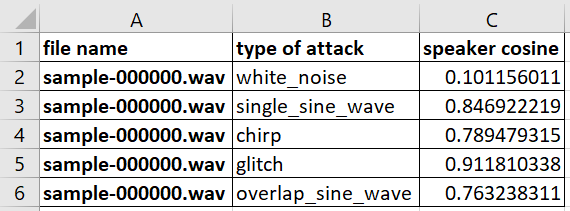 A B C
1 file name type of attack speaker cosine
2 sample-000000.wav white_noise 0.101156011
3 sample-000000.wav single_sine_wave 0.846922219
4 sample-000000.wav chirp 0.789479315
5 sample-000000.wav glitch 0.911810338
6 sample-000000.wav overlap_sine_wave 0.763238311